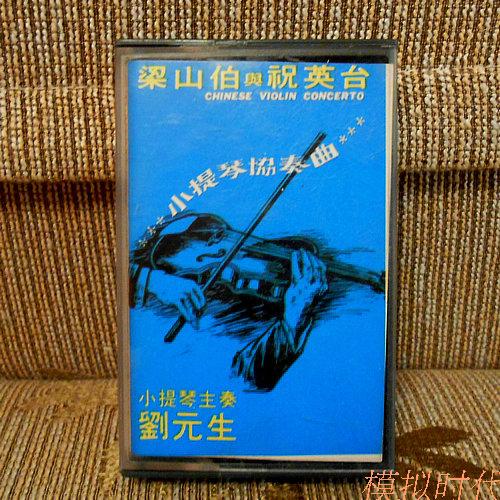 梁山伯與祝英台
CHINESE VIOLIN CONCERTO
***小提琴協奏曲***
小提琴主奏
劉元生
模拟时代